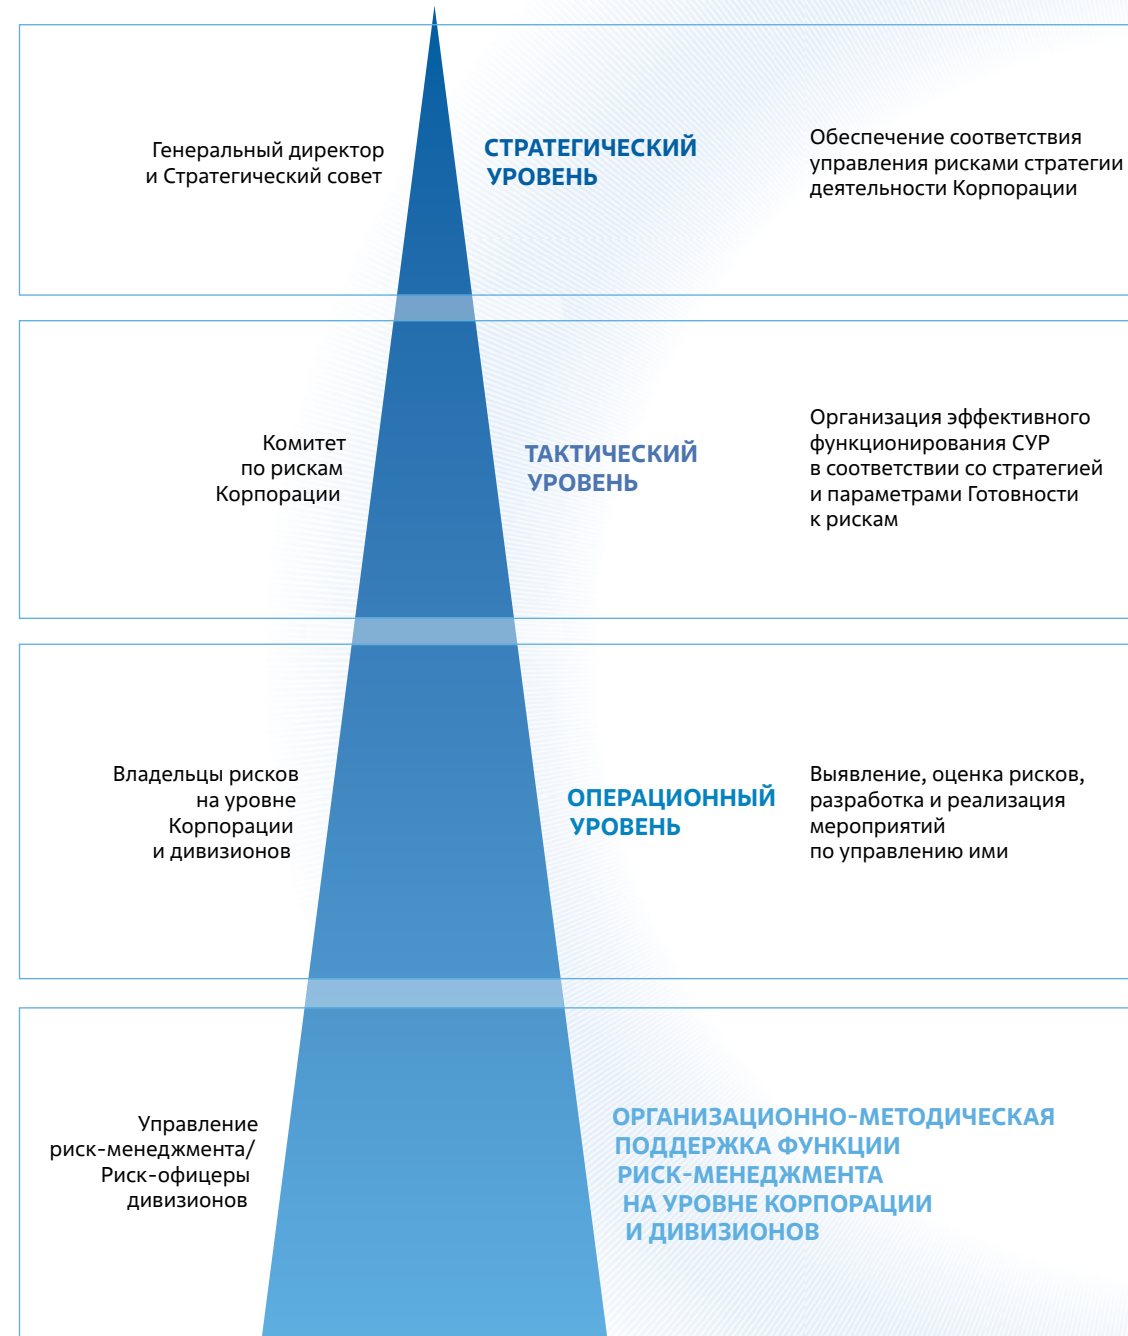 Генеральный директор
и Стратегический совет
СТРАТЕГИЧЕСКИЙ
УРОВЕНЬ
Обеспечение соответствия
управления рисками стратегии
деятельности Корпорации
Комитет
по рискам
Корпорации
ТАКТИЧЕСКИЙ
УРОВЕНЬ
Организация эффективного
функционирования СУР
в соответствии со стратегией
и параметрами Готовности
к рискам
Владельцы рисков
на уровне
Корпорации
и дивизионов
ОПЕРАЦИОННЫЙ
УРОВЕНЬ
Выявление, оценка рисков,
разработка и реализация
мероприятий
по управлению ими
Управление
риск-менеджмента/
Риск-офицеры
дивизионов
ОРГАНИЗАЦИОННО-МЕТОДИЧЕСКАЯ
ПОДДЕРЖКА ФУНКЦИИ
РИСК-МЕНЕДЖМЕНТА
НА УРОВНЕ КОРПОРАЦИИ
И ДИВИЗИОНОВ